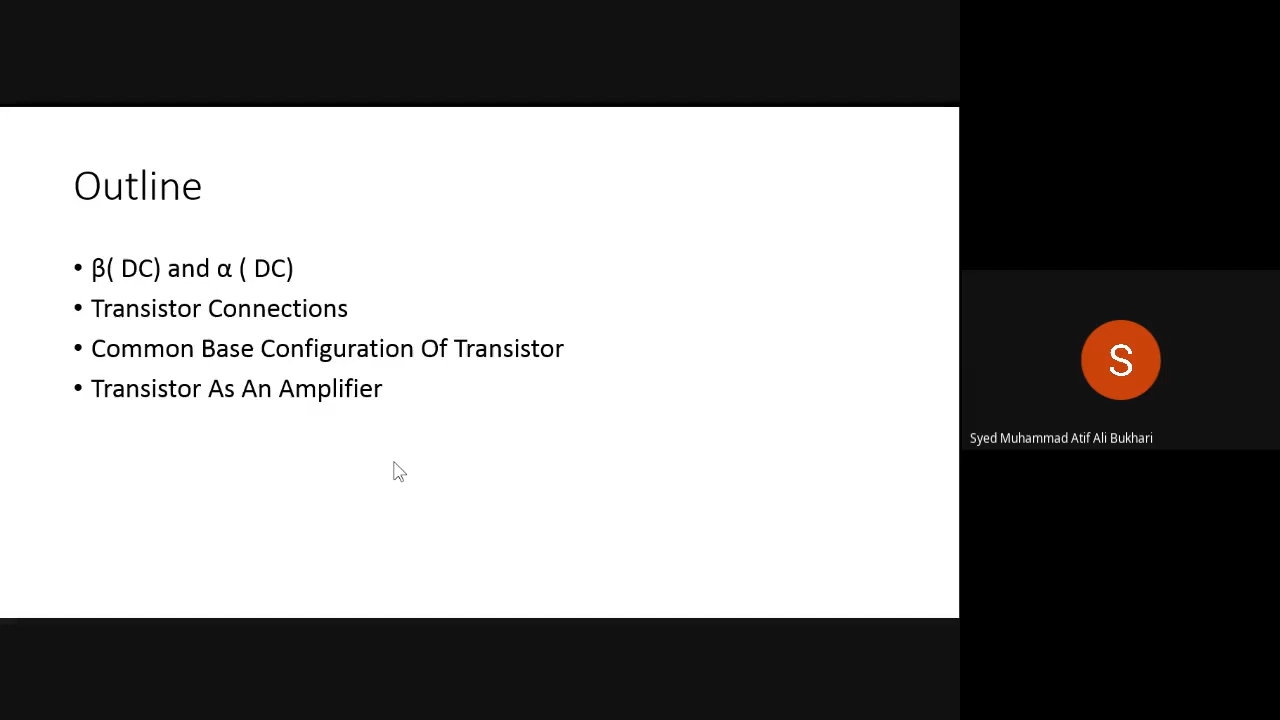 Outline
• β( DC) and α ( DC)
• Transistor Connections
• Common Base Configuration Of Transistor
• Transistor As An Amplifier
S
Syed Muhammad Atif Ali Bukhari